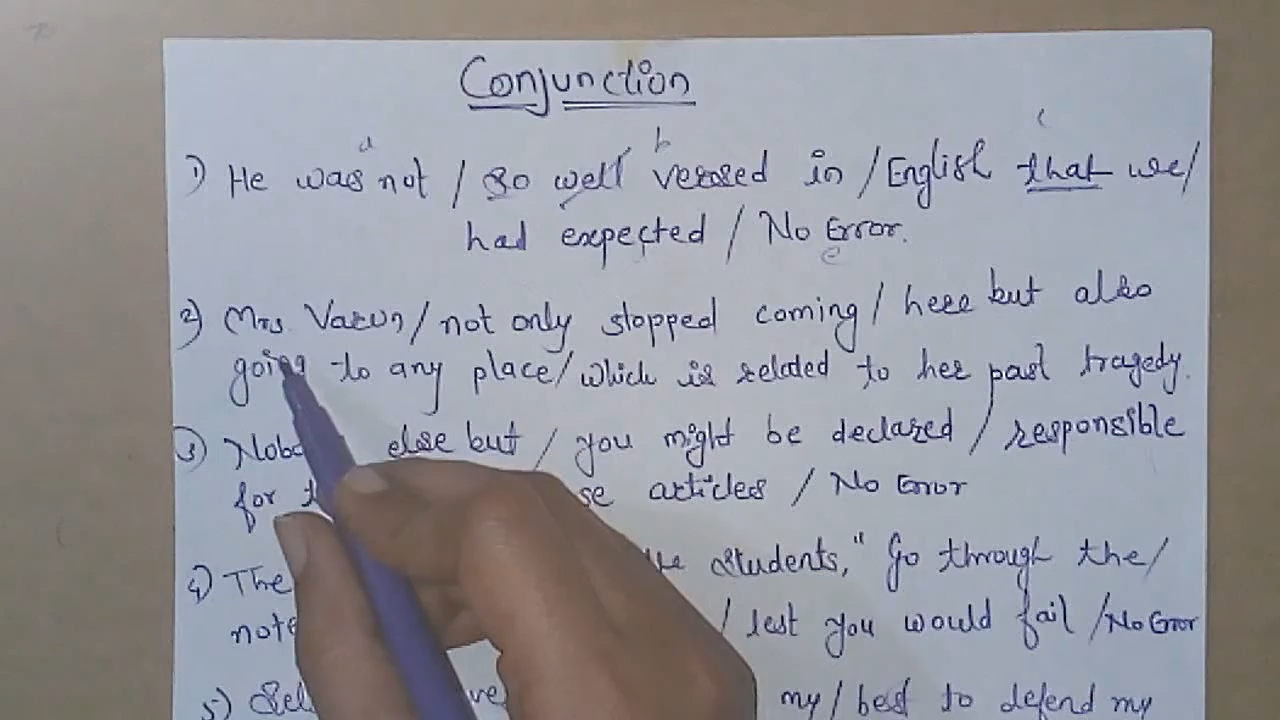 Conjunction
a b c
1) He was not / so well versed in / English that we /
had expected / No Error.
e
2) Mrs Varun / not only stopped coming / here but also
going to any place / which is related to her past tragedy.
3) else but / you might be declared / responsible
for articles / No Error
4) The students, " Go through the /
/ lest you would fail / No Error
5) my / best to defend my